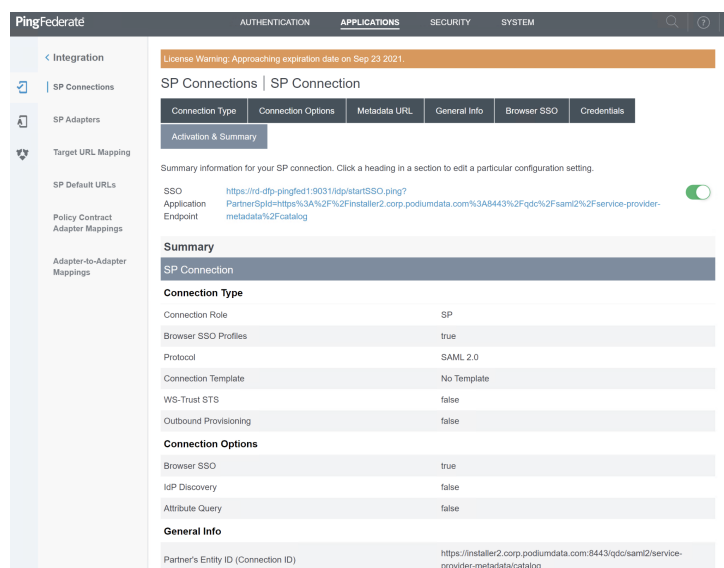 PingFederate
AUTHENTICATION APPLICATIONS SECURITY SYSTEM
< Integration
SP Connections
SP Adapters
Target URL Mapping
SP Default URLs
Policy Contract
Adapter Mappings
Adapter-to-Adapter
Mappings
License Warning: Approaching expiration date on Sep 23 2021.
SP Connections | SP Connection
Connection Type Connection Options Metadata URL General Info Browser SSO Credentials
Activation & Summary
Summary information for your SP connection. Click a heading in a section to edit a particular configuration setting.
SSO https://rd-dfp-pingfed1:9031/idp/startSSO.ping?
Application PartnerSpId=https%3A%2F%2Finstaller2.corp.podiumdata.com%3A8443%2Fqdc%2Fsaml2%2Fservice-provider-
Endpoint metadata%2Fcatalog
Summary
SP Connection
Connection Type
Connection Role SP
Browser SSO Profiles true
Protocol SAML 2.0
Connection Template No Template
WS-Trust STS false
Outbound Provisioning false
Connection Options
Browser SSO true
IdP Discovery false
Attribute Query false
General Info
Partner's Entity ID (Connection ID) https://installer2.corp.podiumdata.com:8443/qdc/saml2/service-
provider-metadata/catalog